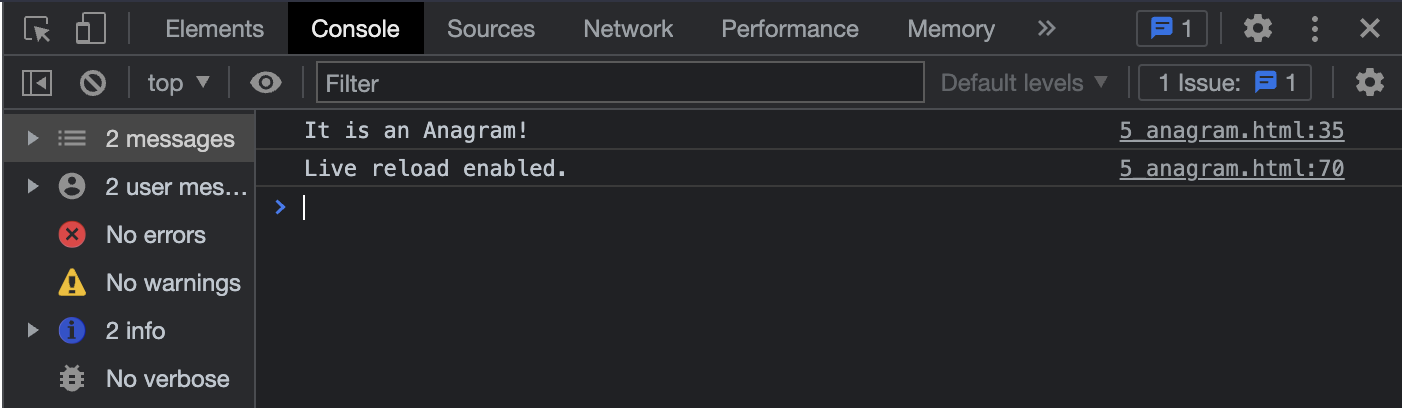 Elements Console Sources Network Performance Memory » 1
top ▼ Filter Default levels ▼ 1 Issue: 1
2 messages
2 user mes…
No errors
No warnings
2 info
No verbose
It is an Anagram! 5_anagram.html:35
Live reload enabled. 5_anagram.html:70
>